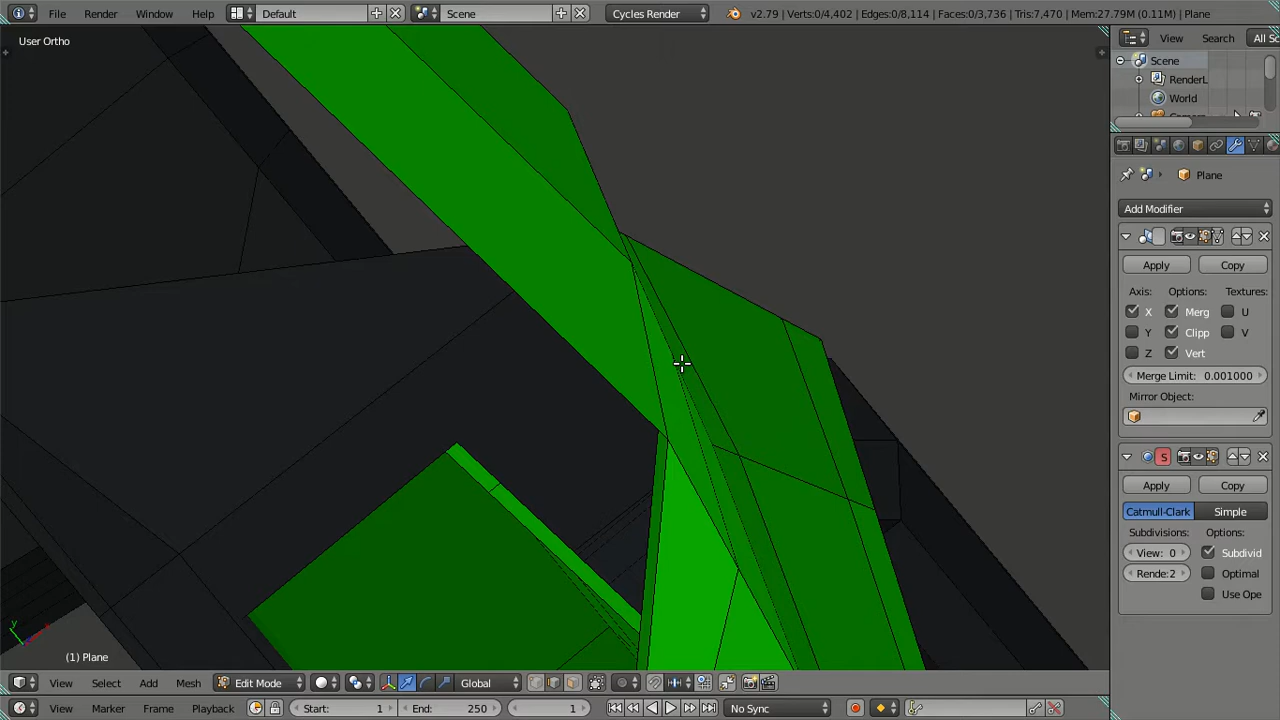 File Render Window Help Default Scene Cycles Render v2.79 | Verts:0/4,402 | Edges:0/8,114 | Faces:0/3,736 | Tris:7,470 | Mem:27.79M (0.11M) | Plane
User Ortho
View Search All Sc
Scene
RenderL
World
Plane
Add Modifier
Apply Copy
Axis: Options: Textures:
X Merg U
Y Clipp V
Z Vert
Merge Limit: 0.001000
Mirror Object:
S
Apply Copy
Catmull-Clark Simple
Subdivisions: Options:
View: 0 Subdivid
Rende:2 Optimal
Use Ope
y
x
(1) Plane
View Select Add Mesh Edit Mode Global
View Marker Frame Playback Start: 1 End: 250 1 No Sync